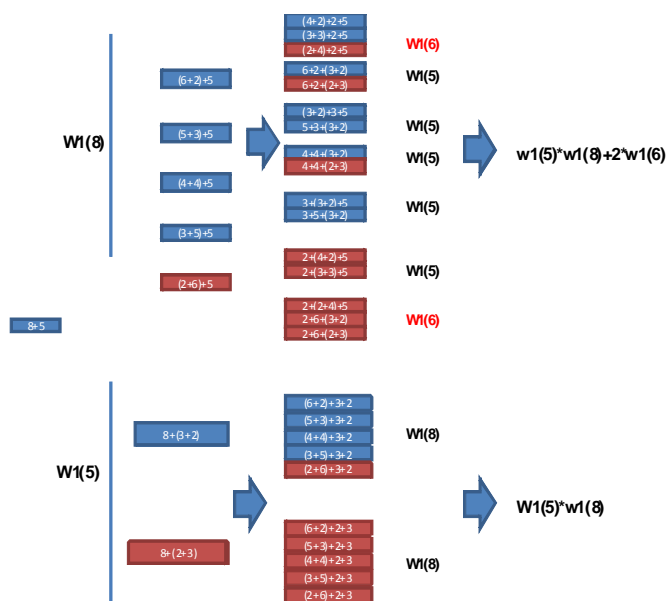 (4+2)+2+5
(3+3)+2+5
(2+4)+2+5
W1(6)
(6+2)+5
6+2+(3+2)
6+2+(2+3)
W1(5)
W1(8)
(5+3)+5
(3+2)+3+5
5+3+(3+2)
W1(5)
4+4+(3+2)
4+4+(2+3)
W1(5)
w1(5)*w1(8)+2*w1(6)
(4+4)+5
3+(3+2)+5
3+5+(3+2)
W1(5)
(3+5)+5
2+(4+2)+5
2+(3+3)+5
W1(5)
(2+6)+5
2+(2+4)+5
2+6+(3+2)
2+6+(2+3)
W1(6)
8+5
W1(5)
8+(3+2)
(6+2)+3+2
(5+3)+3+2
(4+4)+3+2
(3+5)+3+2
(2+6)+3+2
W1(8)
W1(5)*w1(8)
8+(2+3)
(6+2)+2+3
(5+3)+2+3
(4+4)+2+3
(3+5)+2+3
(2+6)+2+3
W1(8)